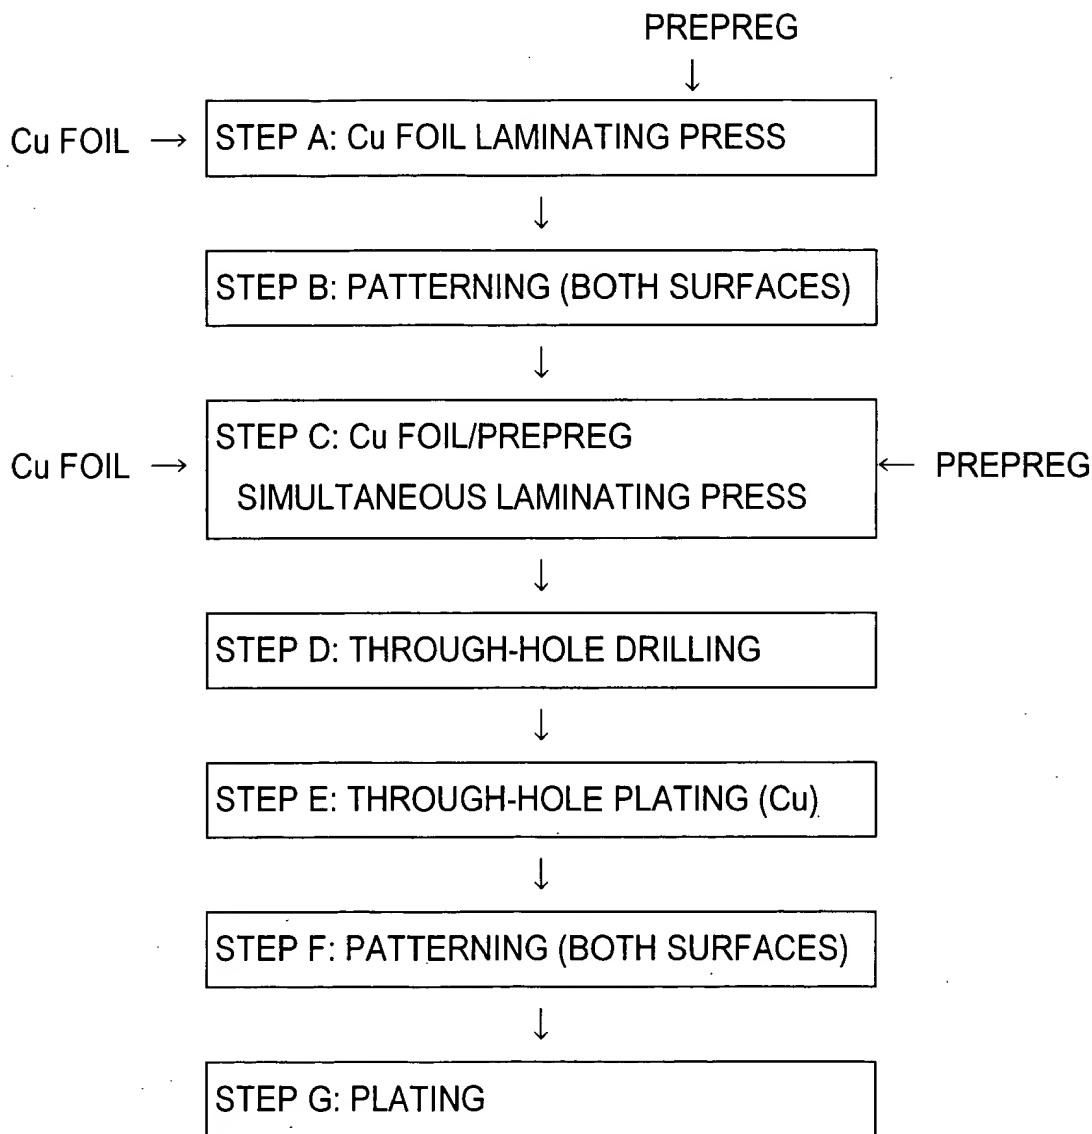 PREPREG
↓
Cu FOIL → STEP A: Cu FOIL LAMINATING PRESS
↓
STEP B: PATTERNING (BOTH SURFACES)
↓
STEP C: Cu FOIL/PREPREG
Cu FOIL → ← PREPREG
SIMULTANEOUS LAMINATING PRESS
↓
STEP D: THROUGH-HOLE DRILLING
↓
STEP E: THROUGH-HOLE PLATING (Cu)
↓
STEP F: PATTERNING (BOTH SURFACES)
↓
STEP G: PLATING